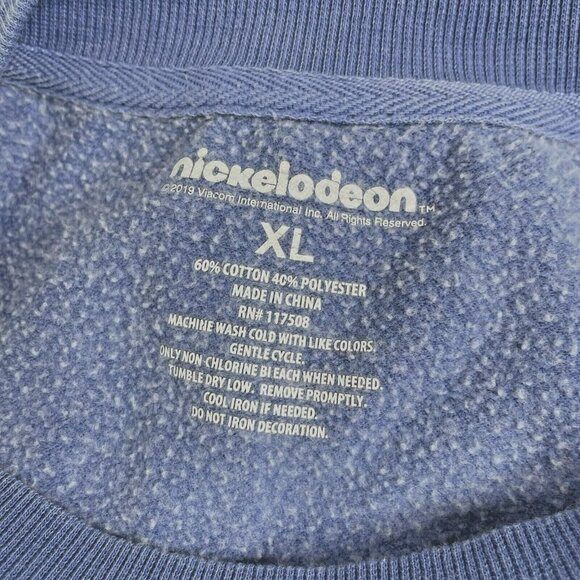 nickelodeon™
©2019 Viacom International Inc. All Rights Reserved.
XL
60% COTTON 40% POLYESTER
MADE IN CHINA
RN# 117508
MACHINE WASH COLD WITH LIKE COLORS.
GENTLE CYCLE.
ONLY NON CHLORINE BLEACH WHEN NEEDED.
TUMBLE DRY LOW. REMOVE PROMPTLY.
COOL IRON IF NEEDED.
DO NOT IRON DECORATION.